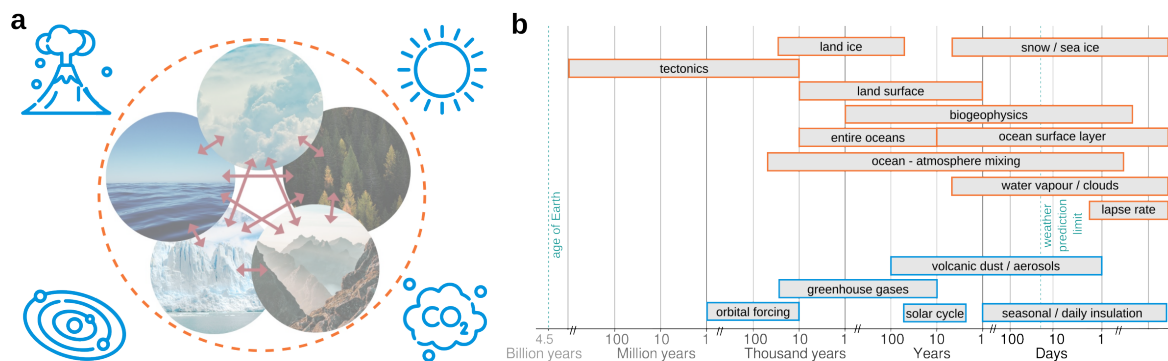 a
CO2
b
land ice
snow / sea ice
tectonics
land surface
biogeophysics
entire oceans
ocean surface layer
ocean - atmosphere mixing
water vapour / clouds
lapse rate
age of Earth
weather
prediction
limit
volcanic dust / aerosols
greenhouse gases
orbital forcing
solar cycle
seasonal / daily insulation
4.5 100 10 1 100 10 1 100 10 1 100 10 1
Billion years Million years Thousand years Years Days